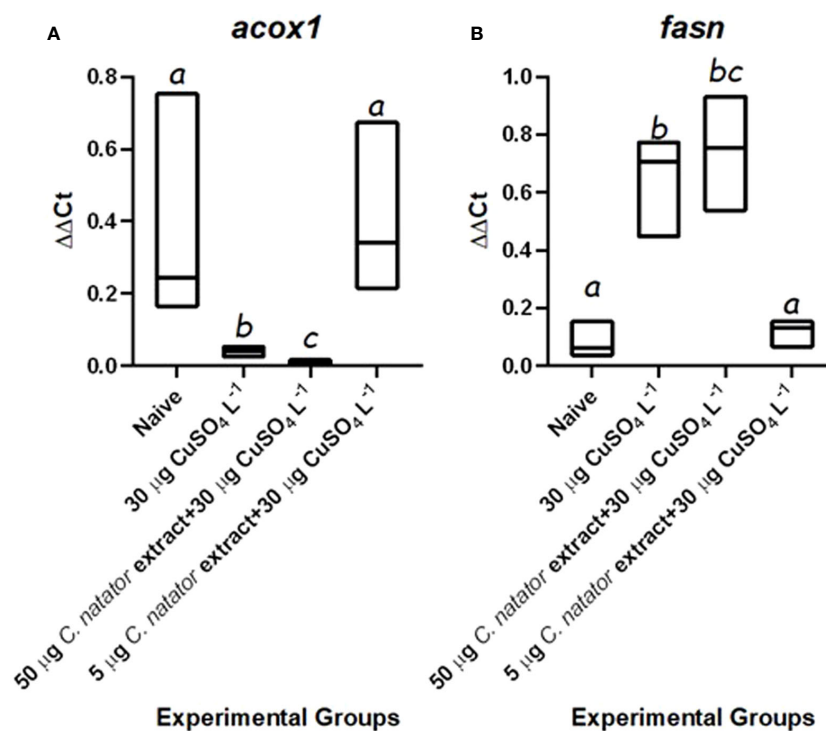 A
acox1
0.8
0.6
0.4
0.2
0.0
ΔΔCt
a
b
c
a
Naive
30 µg CuSO₄ L⁻¹
50 µg C. natator extract+30 µg CuSO₄ L⁻¹
5 µg C. natator extract+30 µg CuSO₄ L⁻¹
Experimental Groups
B
fasn
1.0
0.8
0.6
0.4
0.2
0.0
ΔΔCt
a
b
bc
a
Naive
30 µg CuSO₄ L⁻¹
50 µg C. natator extract+30 µg CuSO₄ L⁻¹
5 µg C. natator extract+30 µg CuSO₄ L⁻¹
Experimental Groups